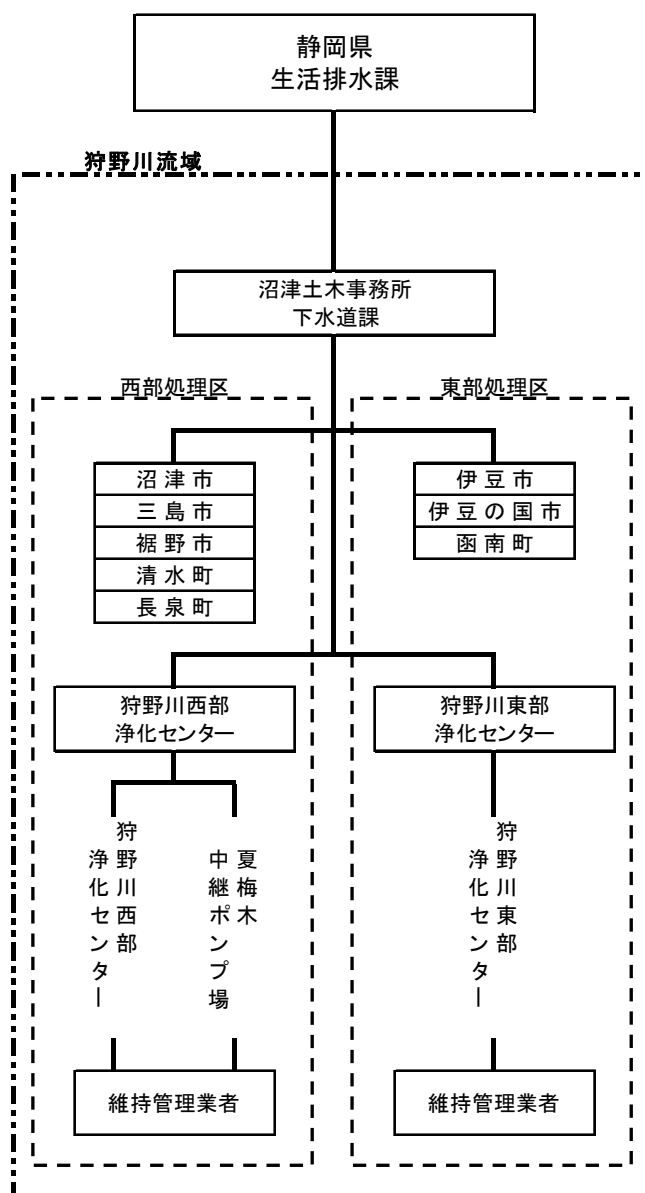 静岡県
生活排水課
狩野川流域
沼津土木事務所
下水道課
西部処理区
東部処理区
沼津市
三島市
裾野市
清水町
長泉町
伊豆市
伊豆の国市
函南町
狩野川西部
浄化センター
狩野川東部
浄化センター
狩野川西部
浄化センター
夏梅木
中継ポンプ場
狩野川東部
浄化センター
維持管理業者
維持管理業者